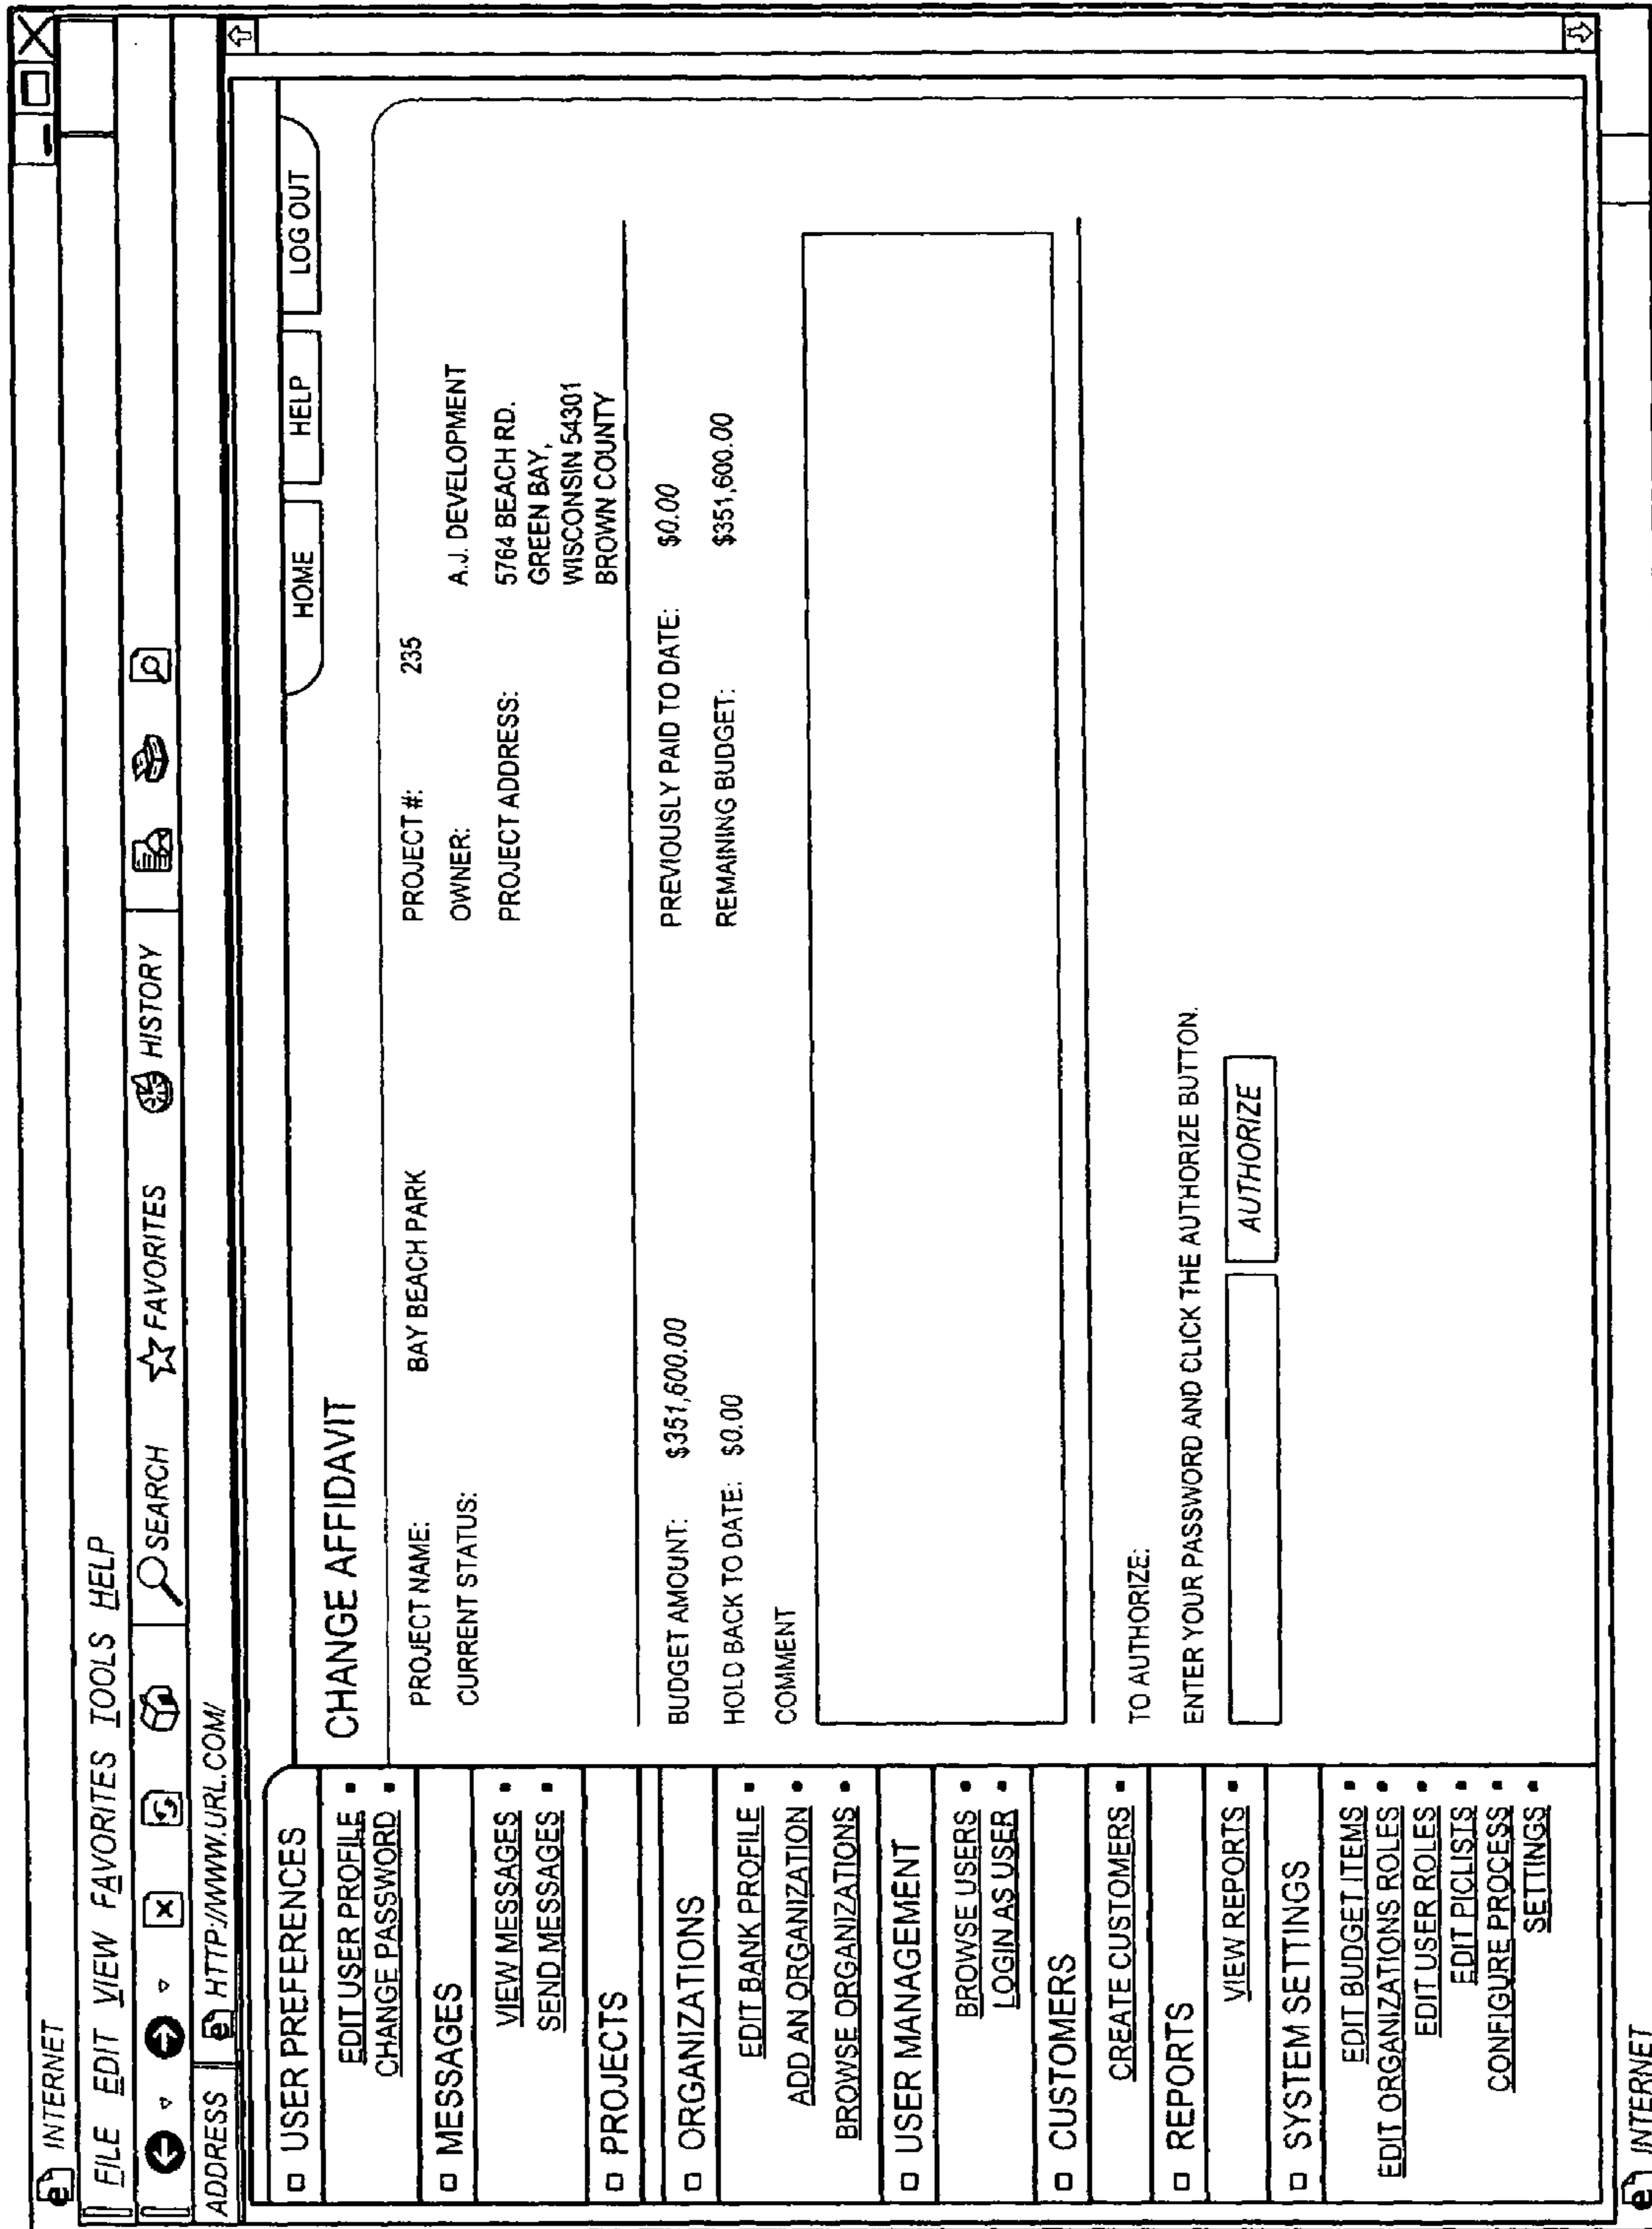 INTERNET
FILE EDIT VIEW FAVORITES TOOLS HELP
SEARCH FAVORITES HISTORY
ADDRESS HTTP://WWW.URL.COM/
HOME HELP LOG OUT
USER PREFERENCES
EDIT USER PROFILE
CHANGE PASSWORD
MESSAGES
VIEW MESSAGES
SEND MESSAGES
PROJECTS
ORGANIZATIONS
EDIT BANK PROFILE
ADD AN ORGANIZATION
BROWSE ORGANIZATIONS
USER MANAGEMENT
BROWSE USERS
LOGIN AS USER
CUSTOMERS
CREATE CUSTOMERS
REPORTS
VIEW REPORTS
SYSTEM SETTINGS
EDIT BUDGET ITEMS
EDIT ORGANIZATIONS ROLES
EDIT USER ROLES
EDIT PICLISTS
CONFIGURE PROCESS
SETTINGS
CHANGE AFFIDAVIT
PROJECT NAME: BAY BEACH PARK PROJECT #: 235
CURRENT STATUS: OWNER: A.J. DEVELOPMENT
PROJECT ADDRESS: 5764 BEACH RD.
GREEN BAY,
WISCONSIN 54301
BROWN COUNTY
BUDGET AMOUNT: $351,600.00 PREVIOUSLY PAID TO DATE: $0.00
HOLD BACK TO DATE: $0.00 REMAINING BUDGET: $351,600.00
COMMENT
TO AUTHORIZE:
ENTER YOUR PASSWORD AND CLICK THE AUTHORIZE BUTTON.
AUTHORIZE
INTERNET